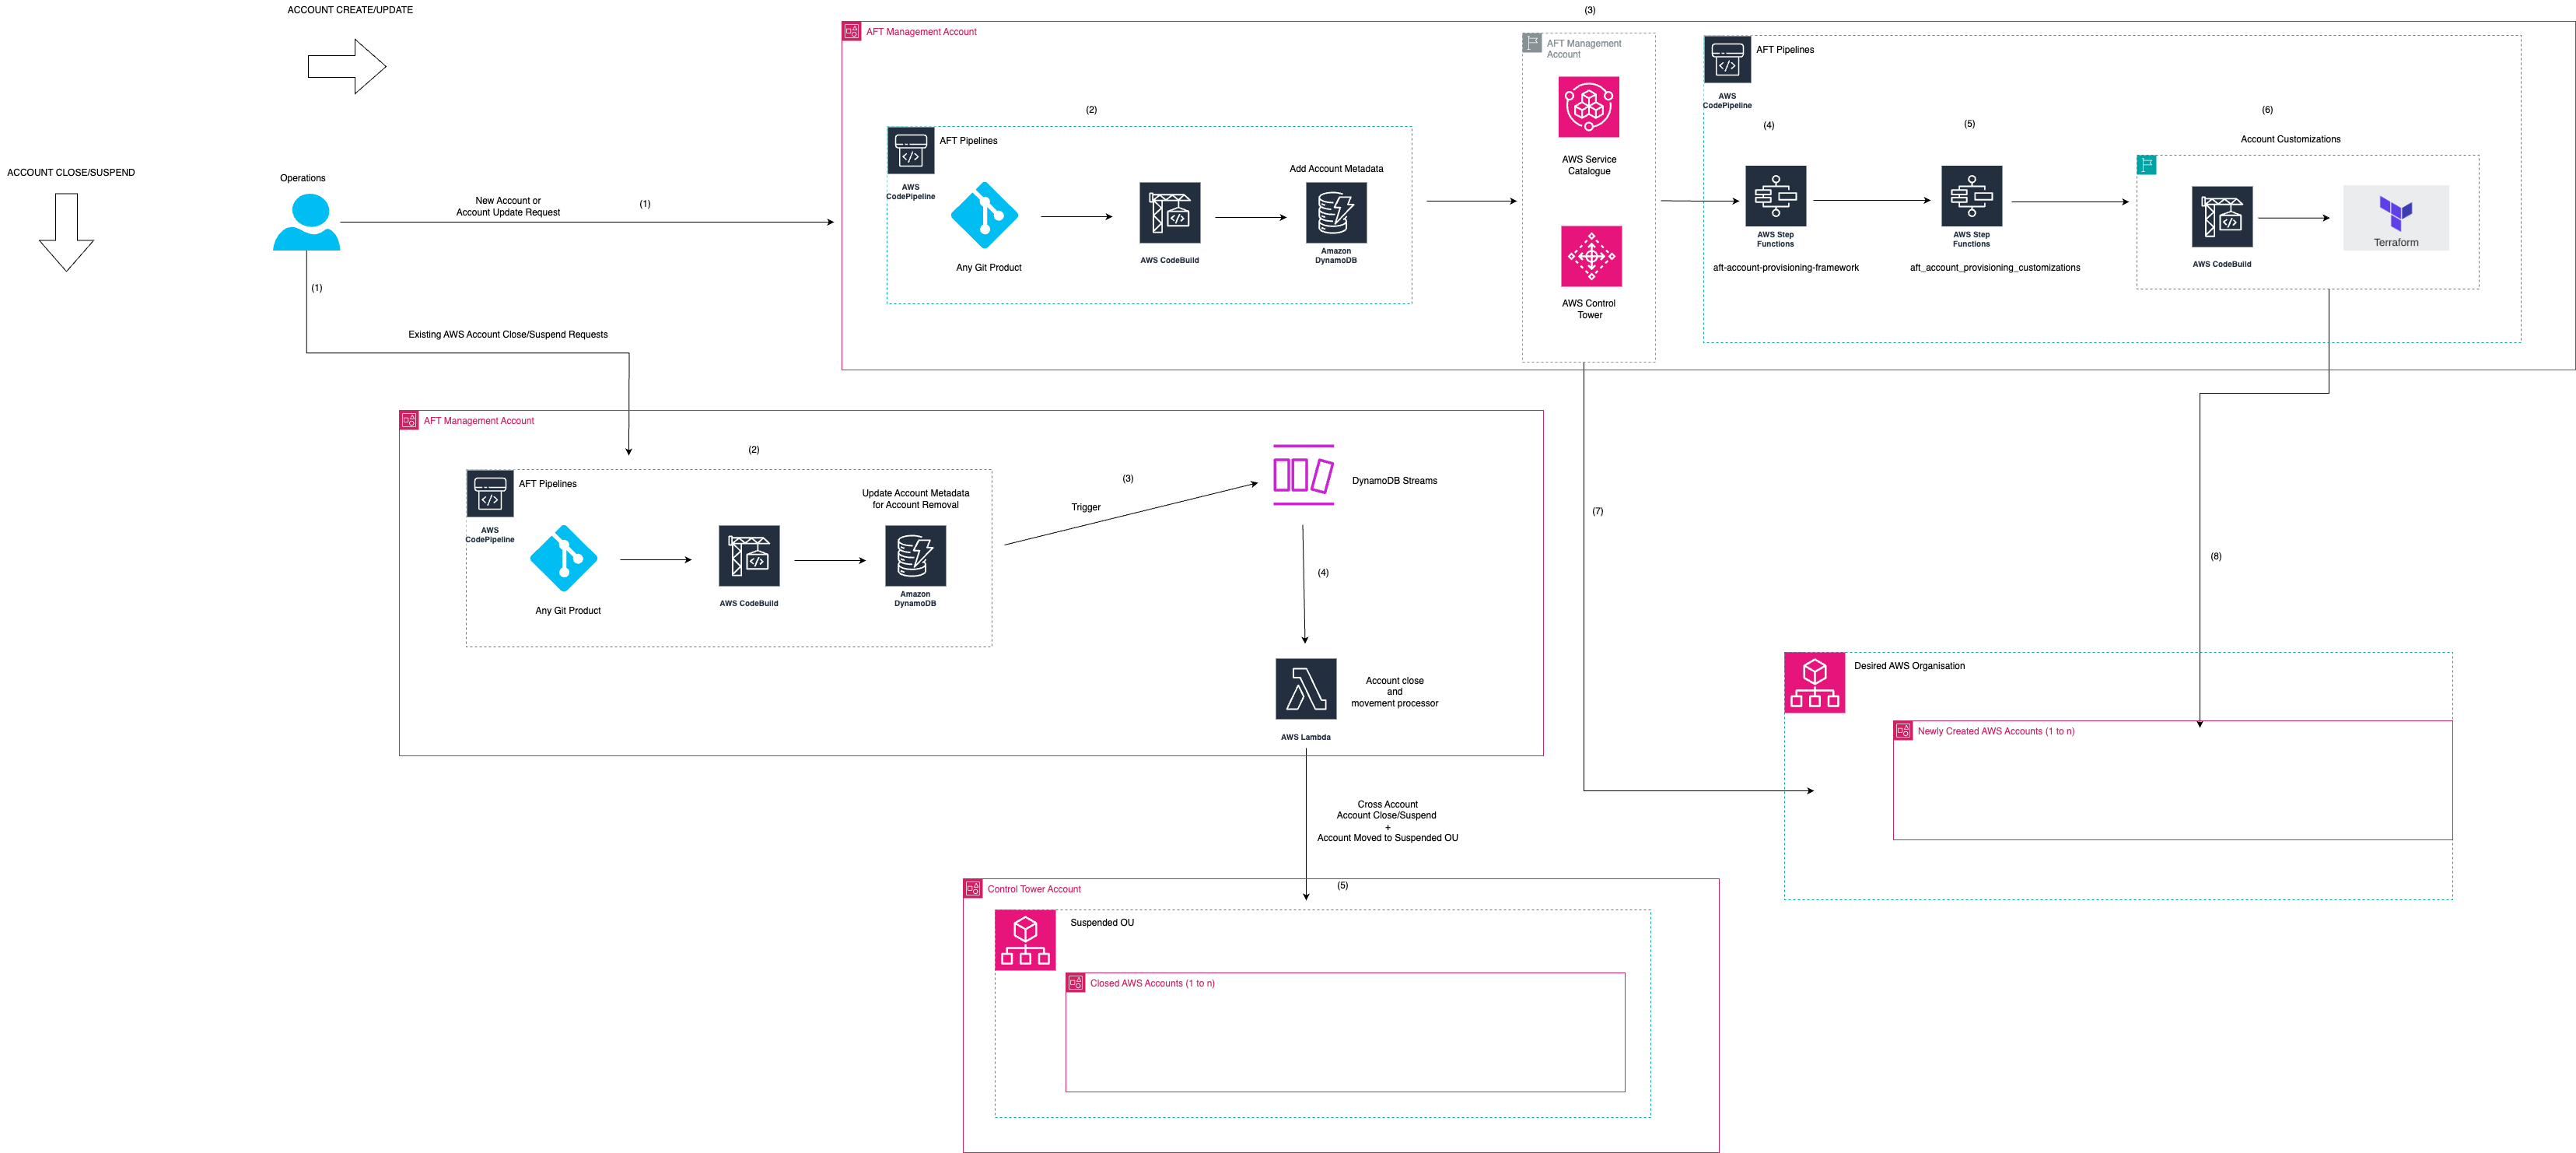 ACCOUNT CREATE/UPDATE
(3)
AFT Management Account
AFT Management
Account
AFT Pipelines
AWS
CodePipeline
(2)
(4)
(5)
(6)
Account Customizations
AFT Pipelines
AWS
CodePipeline
Add Account Metadata
AWS Service
Catalogue
ACCOUNT CLOSE/SUSPEND
Operations
New Account or
Account Update Request
(1)
Any Git Product
AWS CodeBuild
Amazon
DynamoDB
AWS Control
Tower
AWS Step
Functions
aft-account-provisioning-framework
AWS Step
Functions
aft_account_provisioning_customizations
AWS CodeBuild
Terraform
(1)
Existing AWS Account Close/Suspend Requests
AFT Management Account
(2)
AFT Pipelines
AWS
CodePipeline
Update Account Metadata
for Account Removal
Any Git Product
AWS CodeBuild
Amazon
DynamoDB
(3)
Trigger
DynamoDB Streams
(4)
Account close
and
movement processor
AWS Lambda
(7)
(8)
Desired AWS Organisation
Newly Created AWS Accounts (1 to n)
Cross Account
Account Close/Suspend
+
Account Moved to Suspended OU
(5)
Control Tower Account
Suspended OU
Closed AWS Accounts (1 to n)